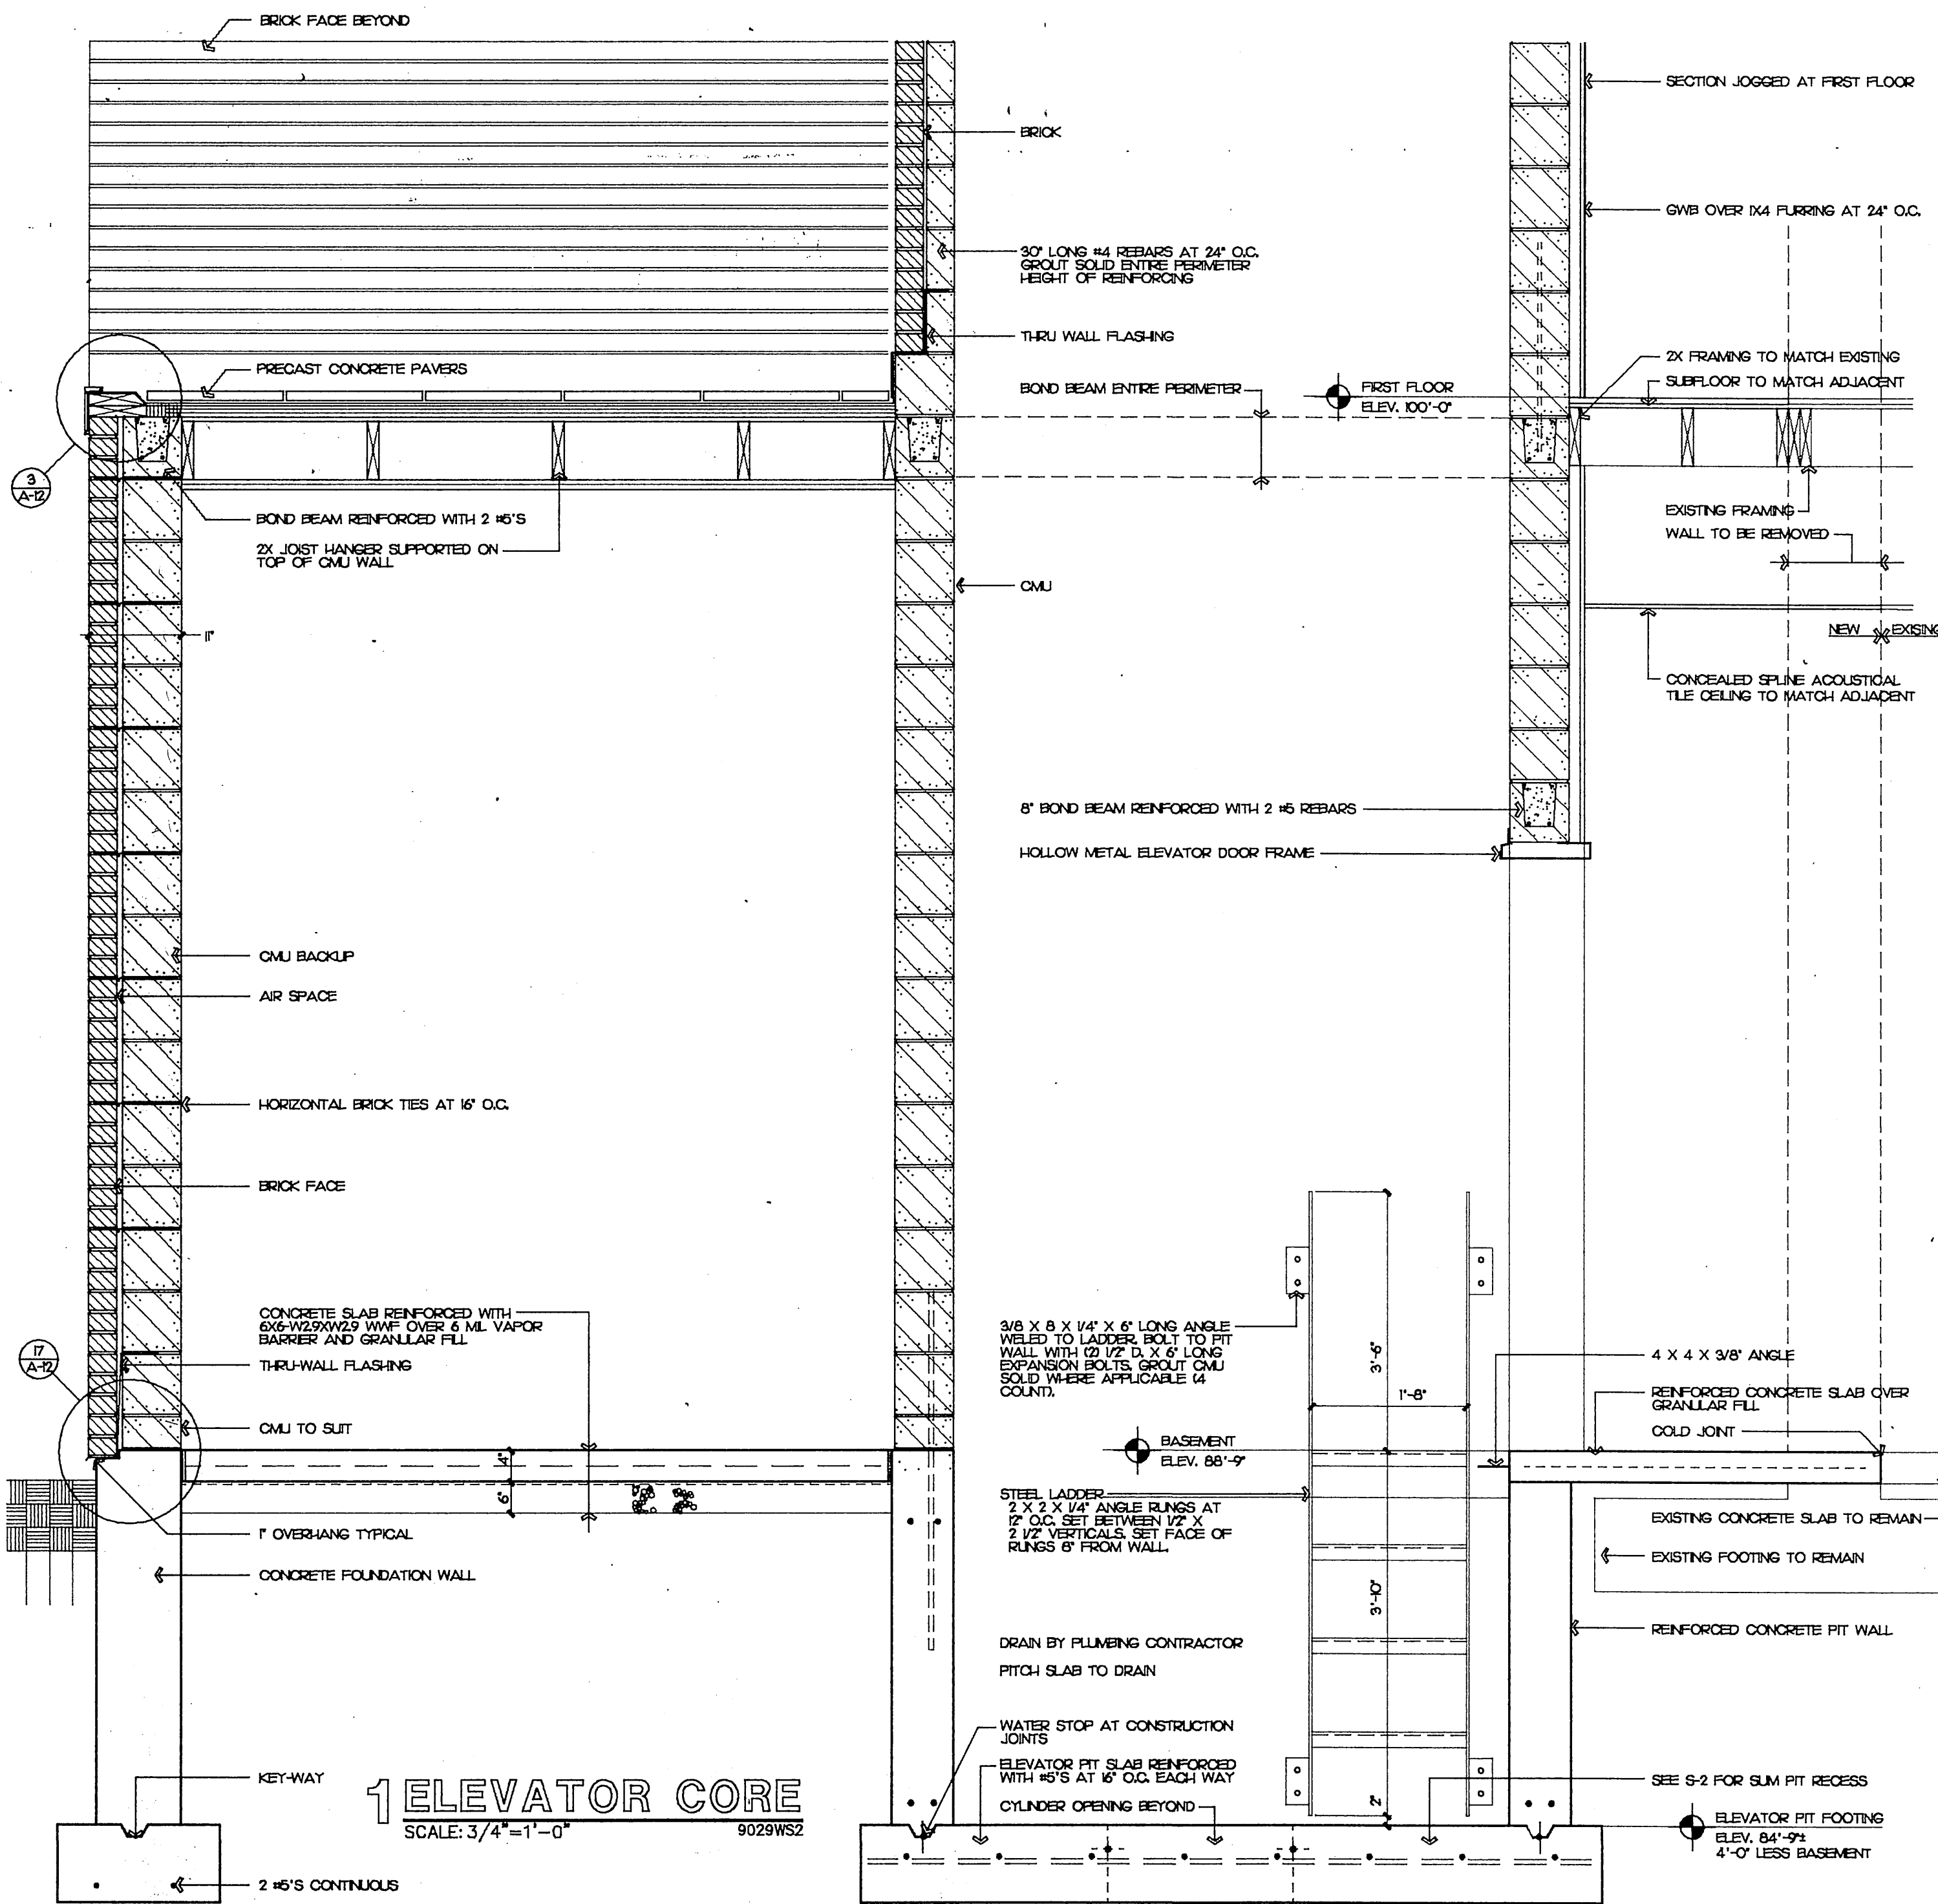 BRICK FACE BEYOND
BRICK
30" LONG #4 REBARS AT 24" O.C.
GROUT SOLID ENTIRE PERIMETER
HEIGHT OF REINFORCING
THRU WALL FLASHING
PRECAST CONCRETE PAVERS
BOND BEAM ENTIRE PERIMETER
FIRST FLOOR
ELEV. 100'-0"
SECTION JOGGED AT FIRST FLOOR
GWB OVER 1X4 FURRING AT 24" O.C.
2X FRAMING TO MATCH EXISTING
SUBFLOOR TO MATCH ADJACENT
3
A-12
BOND BEAM REINFORCED WITH 2 #5'S
2X JOIST HANGER SUPPORTED ON
TOP OF CMU WALL
CMU
EXISTING FRAMING
WALL TO BE REMOVED
11"
NEW
EXISING
CONCEALED SPLINE ACOUSTICAL
TILE CEILING TO MATCH ADJACENT
8" BOND BEAM REINFORCED WITH 2 #5 REBARS
HOLLOW METAL ELEVATOR DOOR FRAME
CMU BACKUP
AIR SPACE
HORIZONTAL BRICK TIES AT 16" O.C.
BRICK FACE
CONCRETE SLAB REINFORCED WITH
6X6-W2.9XW2.9 WWF OVER 6 MIL VAPOR
BARRIER AND GRANULAR FILL
THRU-WALL FLASHING
17
A-12
CMU TO SUIT
4"
6"
1" OVERHANG TYPICAL
CONCRETE FOUNDATION WALL
3/8 X 8 X 1/4" X 6" LONG ANGLE
WELED TO LADDER, BOLT TO PIT
WALL WITH (2) 1/2" D. X 6" LONG
EXPANSION BOLTS, GROUT CMU
SOLID WHERE APPLICABLE (4
COUNT).
3'-6"
1'-8"
BASEMENT
ELEV. 88'-9"
STEEL LADDER
2 X 2 X 1/4" ANGLE RUNGS AT
12" O.C. SET BETWEEN 1/2" X
2 1/2" VERTICALS. SET FACE OF
RUNGS 8" FROM WALL.
3'-10"
4 X 4 X 3/8" ANGLE
REINFORCED CONCRETE SLAB OVER
GRANULAR FILL
COLD JOINT
EXISTING CONCRETE SLAB TO REMAIN
EXISTING FOOTING TO REMAIN
REINFORCED CONCRETE PIT WALL
DRAIN BY PLUMBING CONTRACTOR
PITCH SLAB TO DRAIN
WATER STOP AT CONSTRUCTION
JOINTS
ELEVATOR PIT SLAB REINFORCED
WITH #5'S AT 16" O.C. EACH WAY
CYLINDER OPENING BEYOND
2"
SEE S-2 FOR SUM PIT RECESS
ELEVATOR PIT FOOTING
ELEV. 84'-9"±
4'-0" LESS BASEMENT
KEY-WAY
1 ELEVATOR CORE
SCALE: 3/4"=1'-0"
9029WS2
2 #5'S CONTINUOUS